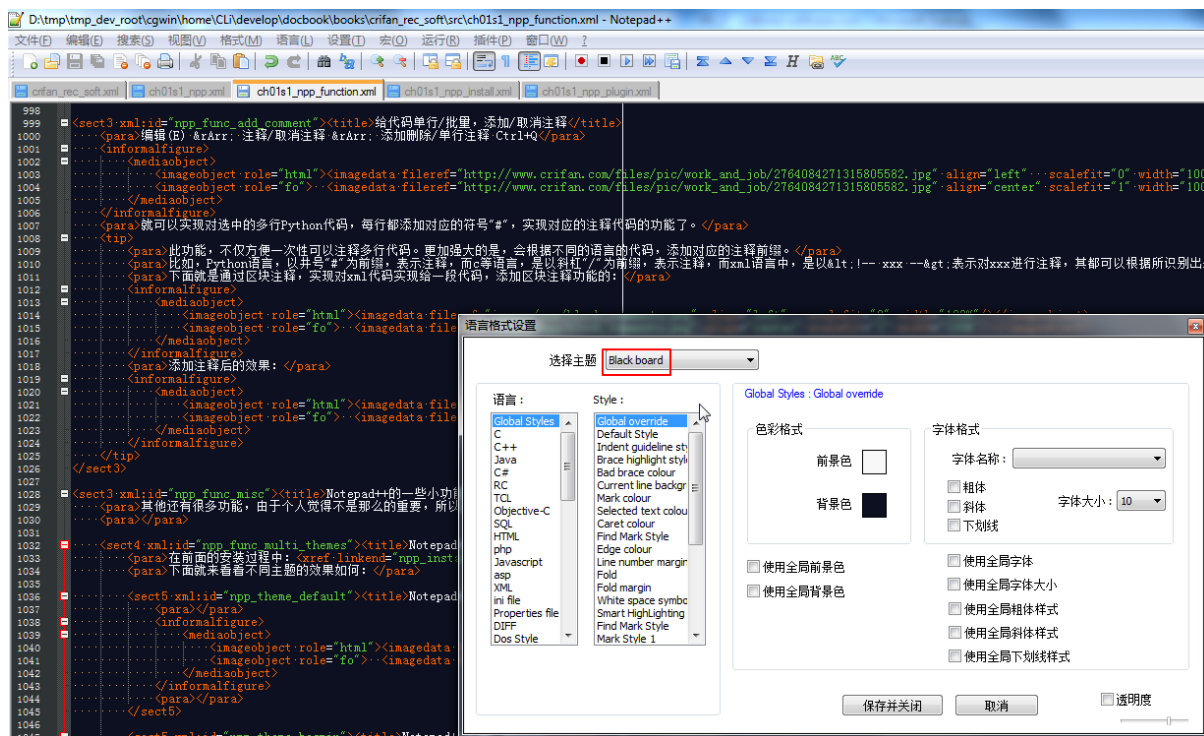 D:\tmp\tmp_dev_root\cgwin\home\CLi\develop\docbook\books\crifan_rec_soft\src\ch01s1_npp_function.xml - Notepad++
文件(F) 编辑(E) 搜索(S) 视图(V) 格式(M) 语言(L) 设置(T) 宏(O) 运行(R) 插件(P) 窗口(W) ?
crifan_rec_soft.xml ch01s1_npp.xml ch01s1_npp_function.xml ch01s1_npp_install.xml ch01s1_npp_plugin.xml
998
999 <sect3 xml:id="npp_func_add_comment"><title>给代码单行/批量，添加/取消注释</title>
1000 <para>编辑(E) &rArr; 注释/取消注释 &rArr; 添加删除/单行注释 Ctrl+Q</para>
1001 <informalfigure>
1002 <mediaobject>
1003 <imageobject role="html"><imagedata fileref="http://www.crifan.com/files/pic/work_and_job/2764084271315805582.jpg" align="left" scalefit="0" width="100
1004 <imageobject role="fo"> <imagedata fileref="http://www.crifan.com/files/pic/work_and_job/2764084271315805582.jpg" align="center" scalefit="1" width="100
1005 </mediaobject>
1006 </informalfigure>
1007 <para>就可以实现对选中的多行Python代码，每行都添加对应的符号"#"，实现对应的注释代码的功能了。</para>
1008 <tip>
1009 <para>此功能，不仅方便一次性可以注释多行代码。更加强大的是，会根据不同的语言的代码，添加对应的注释前缀。</para>
1010 <para>比如，Python语言，以井号"#"为前缀，表示注释，而c等语言，是以斜杠"/"为前缀，表示注释，而xml语言中，是以&lt;!-- xxx --&gt;表示对xxx进行注释，其都可以根据所识别出
1011 <para>下面就是通过区块注释，实现对xml代码实现给一段代码，添加区块注释功能的：</para>
1012 <informalfigure>
1013 <mediaobject>
1014 <imageobject role="html"><imagedata file
1015 <imageobject role="fo"> <imagedata file
1016 </mediaobject>
1017 </informalfigure>
1018 <para>添加注释后的效果：</para>
1019 <informalfigure>
1020 <mediaobject>
1021 <imageobject role="html"><imagedata file
1022 <imageobject role="fo"> <imagedata file
1023 </mediaobject>
1024 </informalfigure>
1025 </tip>
1026 </sect3>
1027
1028 <sect3 xml:id="npp_func_misc"><title>Notepad++的一些小功能
1029 <para>其他还有很多功能，由于个人觉得不是那么的重要，所以
1030 <para></para>
1031
1032 <sect4 xml:id="npp_func_multi_themes"><title>Notepad
1033 <para>在前面的安装过程中：<xref linkend="npp_inst
1034 <para>下面就来看看不同主题的效果如何：</para>
1035
1036 <sect5 xml:id="npp_theme_default"><title>Notepad
1037 <para></para>
1038 <informalfigure>
1039 <mediaobject>
1040 <imageobject role="html"><imagedata
1041 <imageobject role="fo"> <imagedata
1042 </mediaobject>
1043 </informalfigure>
1044 <para></para>
1045 </sect5>
1046
语言格式设置
选择主题 Black board
语言：
Global Styles
C
C++
Java
C#
RC
TCL
Objective-C
SQL
HTML
php
Javascript
asp
XML
ini file
Properties file
DIFF
Dos Style
Style :
Global override
Default Style
Indent guideline sty
Brace highlight style
Bad brace colour
Current line backgr
Mark colour
Selected text colou
Caret colour
Find Mark Style
Edge colour
Line number margin
Fold
Fold margin
White space symbo
Smart HighLighting
Find Mark Style
Mark Style 1
Global Styles : Global override
色彩格式
前景色
背景色
字体格式
字体名称：
粗体
斜体
下划线
字体大小： 10
使用全局前景色
使用全局背景色
使用全局字体
使用全局字体大小
使用全局粗体样式
使用全局斜体样式
使用全局下划线样式
保存并关闭 取消 透明度